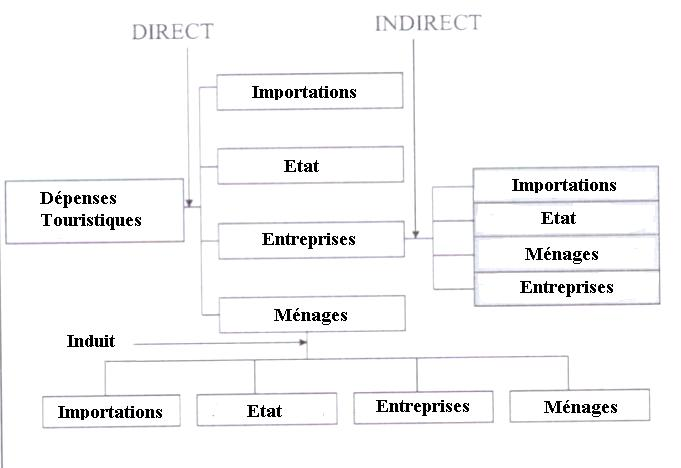 DIRECT
INDIRECT
Importations
Etat
Dépenses
Touristiques
Entreprises
Ménages
Importations
Etat
Ménages
Entreprises
Induit
Importations
Etat
Entreprises
Ménages